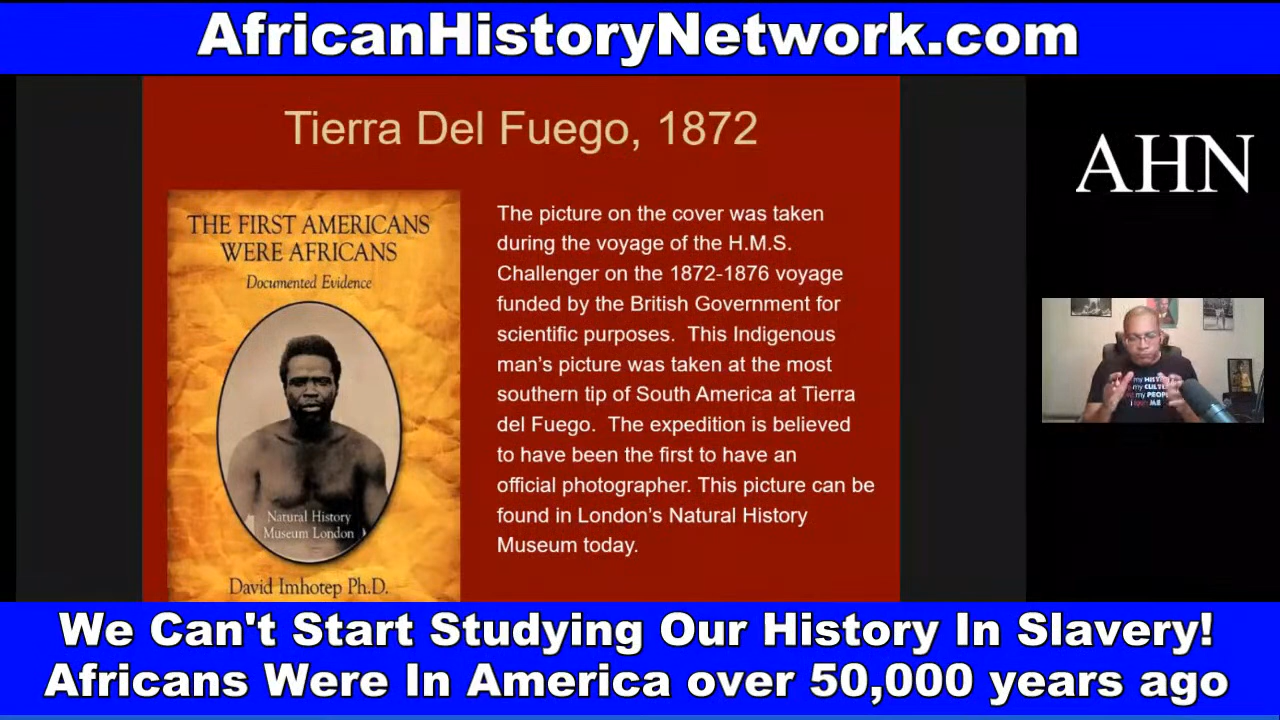 AfricanHistoryNetwork.com
Tierra Del Fuego, 1872
AHN
THE FIRST AMERICANS
WERE AFRICANS
Documented Evidence
Natural History
Museum London
David Imhotep Ph.D.
The picture on the cover was taken
during the voyage of the H.M.S.
Challenger on the 1872-1876 voyage
funded by the British Government for
scientific purposes. This Indigenous
man’s picture was taken at the most
southern tip of South America at Tierra
del Fuego. The expedition is believed
to have been the first to have an
official photographer. This picture can be
found in London’s Natural History
Museum today.
my PEOPL
ME
We Can't Start Studying Our History In Slavery!
Africans Were In America over 50,000 years ago